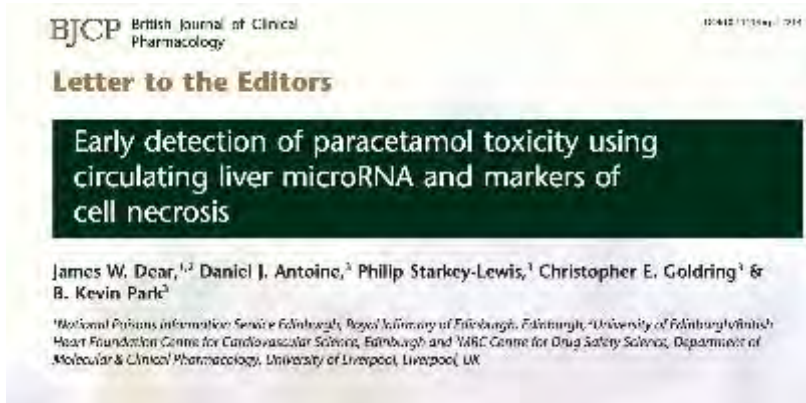 BJCP British Journal of Clinical
Pharmacology
Letter to the Editors
Early detection of paracetamol toxicity using
circulating liver microRNA and markers of
cell necrosis
James W. Dear,1,2 Daniel J. Antoine,3 Philip Starkey-Lewis,3 Christopher E. Goldring3 &
B. Kevin Park3
1National Poisons Information Service Edinburgh, Royal Infirmary of Edinburgh, Edinburgh, 2University of Edinburgh/British
Heart Foundation Centre for Cardiovascular Science, Edinburgh and 3MRC Centre for Drug Safety Science, Department of
Molecular & Clinical Pharmacology, University of Liverpool, Liverpool, UK